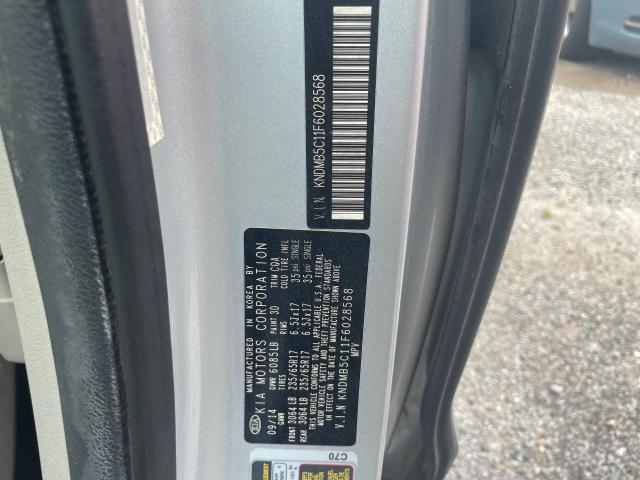 V.I.N KNDMB5C11F6028568
MANUFACTURED IN KOREA BY
KIA KIA MOTORS CORPORATION
09/14 GVWR 6085LB PAINT 3D TRIM CQA
GAWR TIRES RIMS COLD TIRE/INFL
FRONT 3064LB 235/65R17 6.5Jx17 35 psi SINGLE
REAR 3064LB 235/65R17 6.5Jx17 35 psi SINGLE
THIS VEHICLE CONFORMS TO ALL APPLICABLE U.S.A. FEDERAL
MOTOR VEHICLE SAFETY AND THEFT PREVENTION STANDARDS
IN EFFECT ON THE DATE OF MANUFACTURE SHOWN ABOVE
V.I.N KNDMB5C11F6028568
MPV
C70